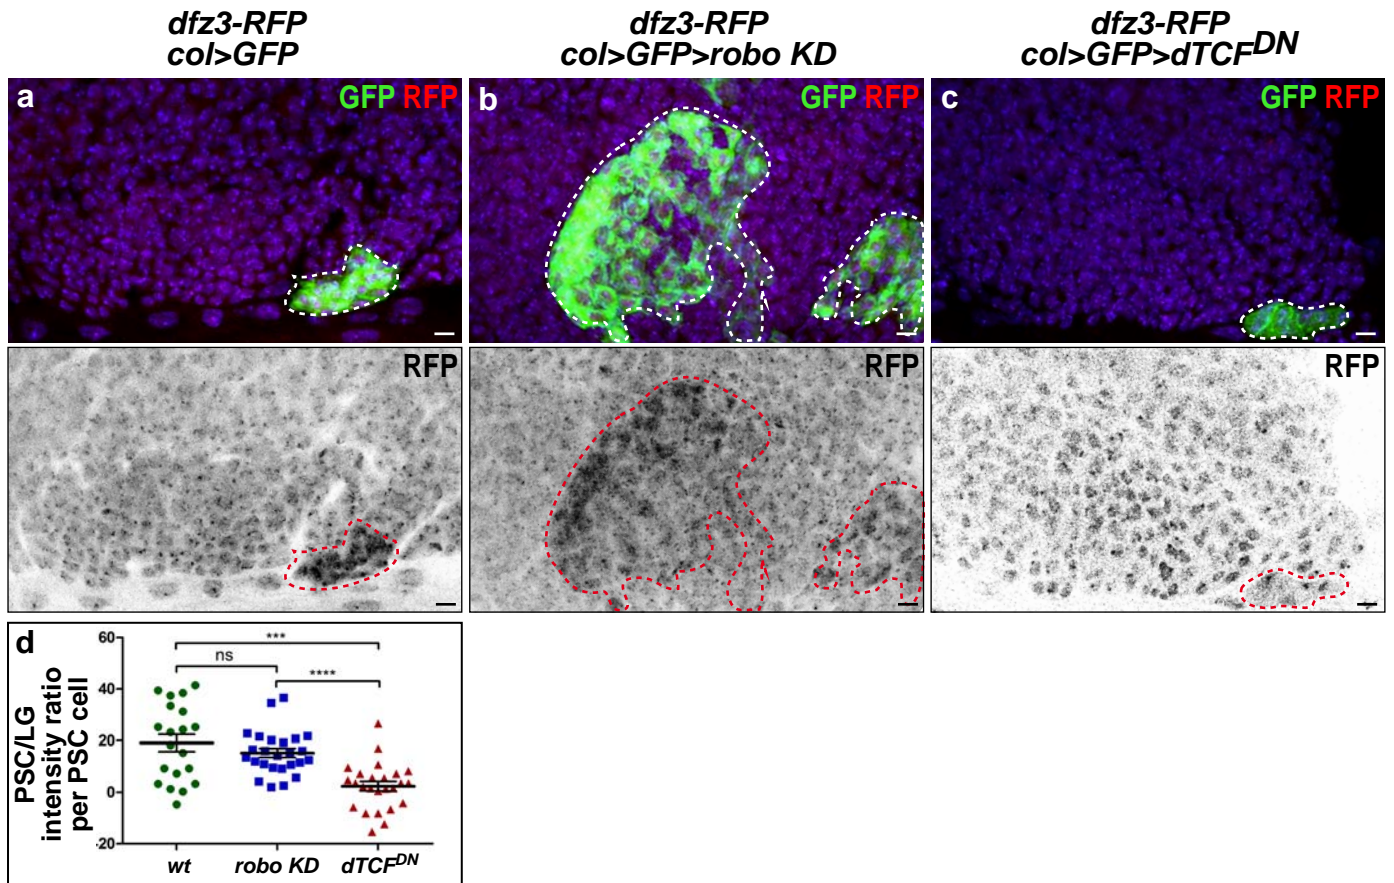 dfz3-RFP
col>GFP
dfz3-RFP
col>GFP>robo KD
dfz3-RFP
col>GFP>dTCF^DN
a
GFP RFP
b
GFP RFP
c
GFP RFP
RFP
RFP
RFP
d
PSC/LG
intensity ratio
per PSC cell
60
40
20
0
-20
***
ns
****
wt
robo KD
dTCF^DN